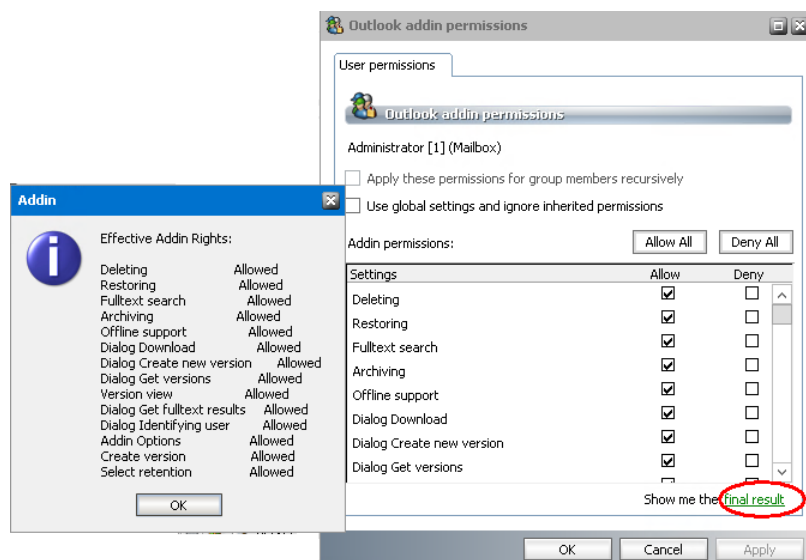 Outlook addin permissions
User permissions
Outlook addin permissions
Administrator [1] (Mailbox)
Apply these permissions for group members recursively
Use global settings and ignore inherited permissions
Addin permissions:
Allow All
Deny All
Settings Allow Deny
Deleting
Restoring
Fulltext search
Archiving
Offline support
Dialog Download
Dialog Create new version
Dialog Get versions
Show me the final result
OK
Cancel
Apply
Addin
Effective Addin Rights:
Deleting Allowed
Restoring Allowed
Fulltext search Allowed
Archiving Allowed
Offline support Allowed
Dialog Download Allowed
Dialog Create new version Allowed
Dialog Get versions Allowed
Version view Allowed
Dialog Get fulltext results Allowed
Dialog Identifying user Allowed
Addin Options Allowed
Create version Allowed
Select retention Allowed
OK